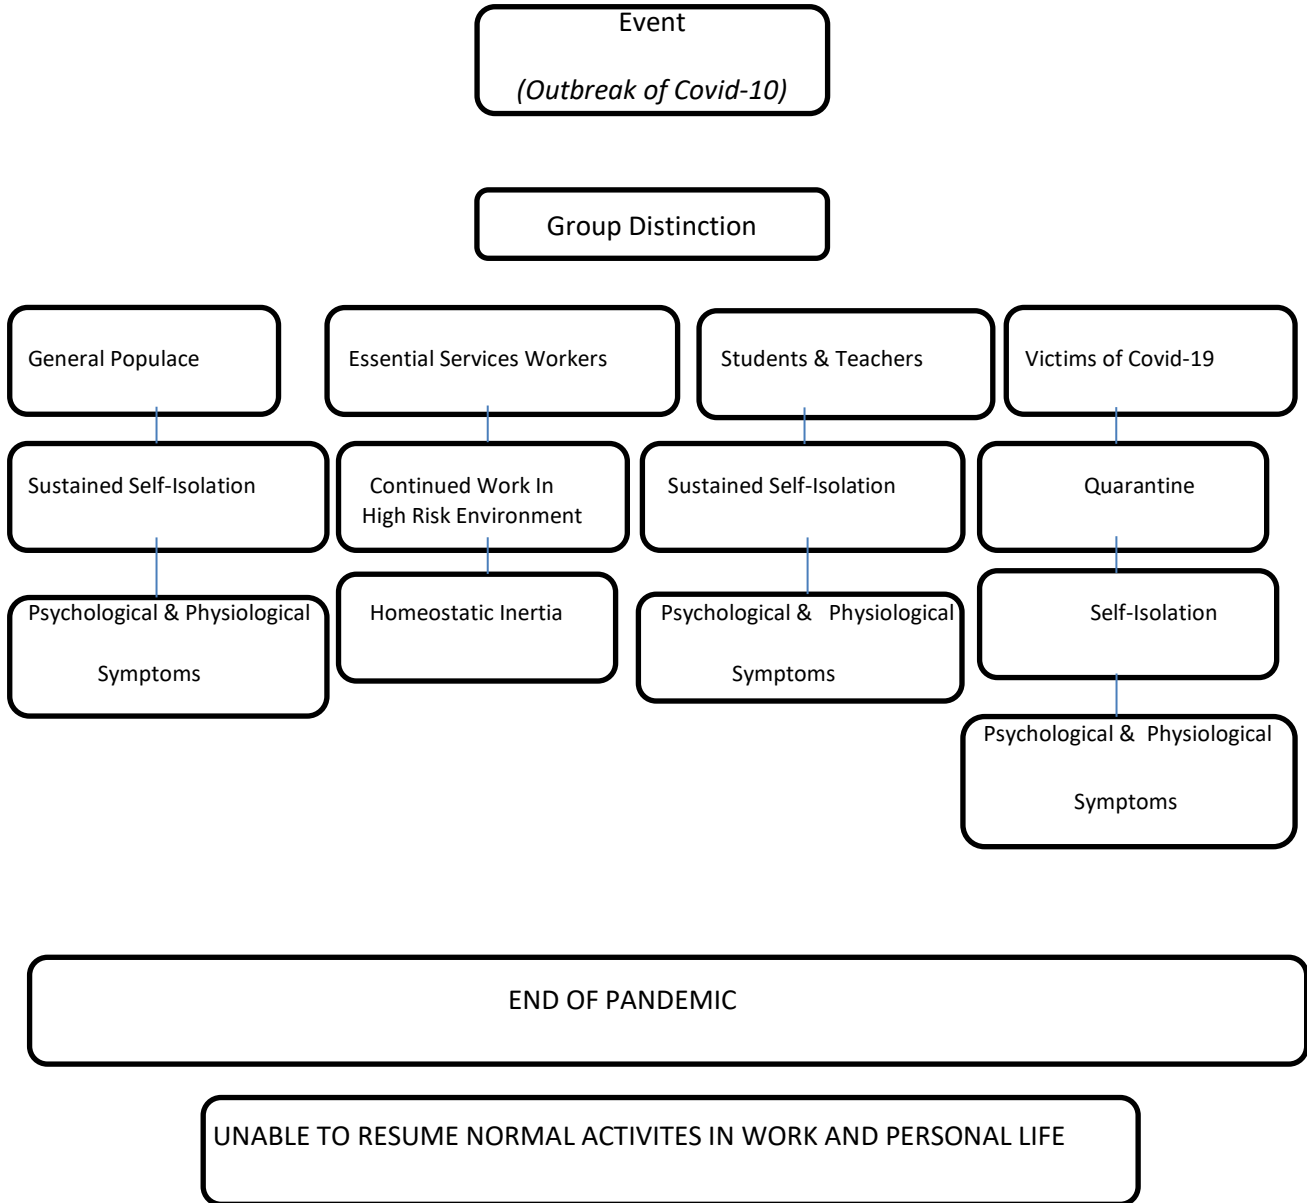 Event
(Outbreak of Covid-10)
Group Distinction
General Populace
Essential Services Workers
Students & Teachers
Victims of Covid-19
Sustained Self-Isolation
Continued Work In
High Risk Environment
Sustained Self-Isolation
Quarantine
Psychological & Physiological
Symptoms
Homeostatic Inertia
Psychological & Physiological
Symptoms
Self-Isolation
Psychological & Physiological
Symptoms
END OF PANDEMIC
UNABLE TO RESUME NORMAL ACTIVITES IN WORK AND PERSONAL LIFE